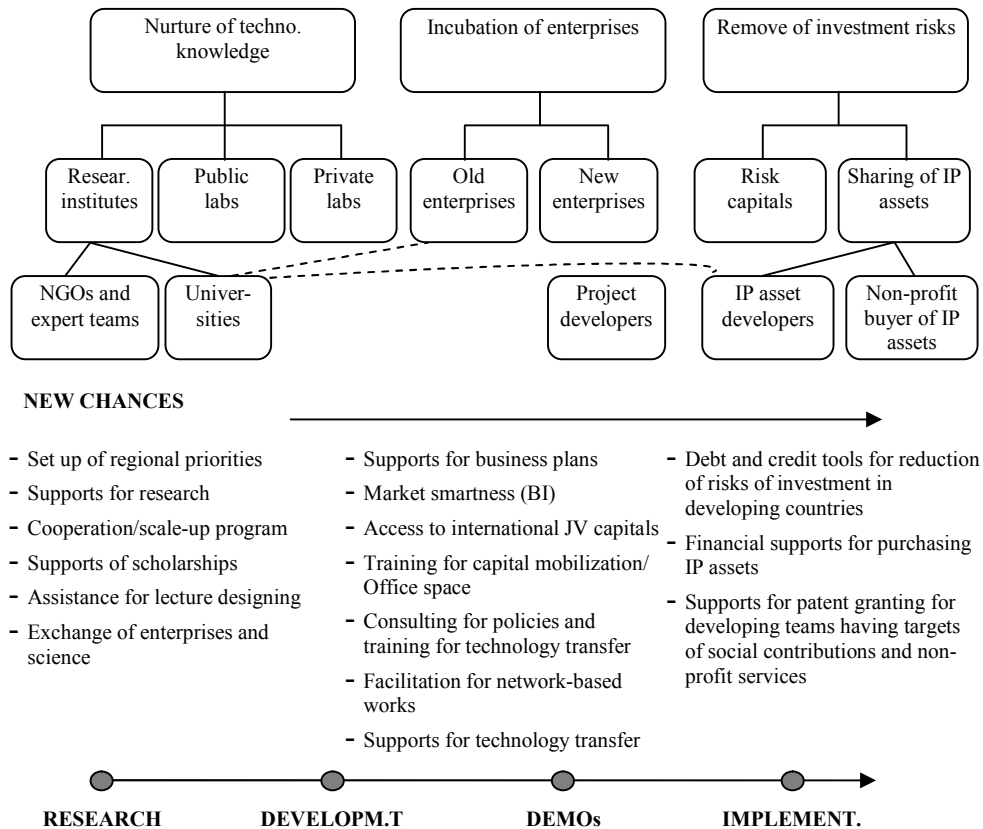 Nurture of techno.
knowledge
Incubation of enterprises
Remove of investment risks
Resear.
institutes
Public
labs
Private
labs
Old
enterprises
New
enterprises
Risk
capitals
Sharing of IP
assets
NGOs and
expert teams
Univer-
sities
Project
developers
IP asset
developers
Non-profit
buyer of IP
assets
NEW CHANCES
- Set up of regional priorities
- Supports for research
- Cooperation/scale-up program
- Supports of scholarships
- Assistance for lecture designing
- Exchange of enterprises and
science
- Supports for business plans
- Market smartness (BI)
- Access to international JV capitals
- Training for capital mobilization/
Office space
- Consulting for policies and
training for technology transfer
- Facilitation for network-based
works
- Supports for technology transfer
- Debt and credit tools for reduction
of risks of investment in
developing countries
- Financial supports for purchasing
IP assets
- Supports for patent granting for
developing teams having targets
of social contributions and non-
profit services
RESEARCH
DEVELOPM.T
DEMOs
IMPLEMENT.